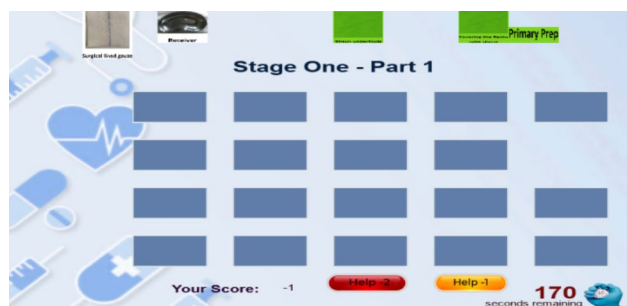 Surgical lined gauze
Receiver
Primary Prep
Stage One - Part 1
Your Score: -1
Help -2
Help -1
170
seconds remaining